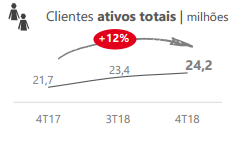 Clientes ativos totais | milhões
+12%
21,7
23,4
24,2
4T17 3T18 4T18